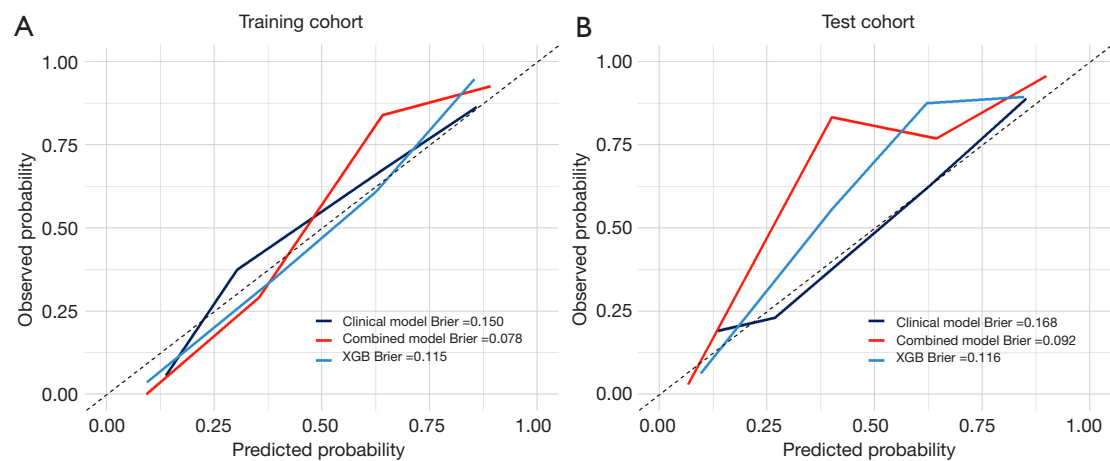 A
Training cohort
Observed probability
1.00
0.75
0.50
0.25
0.00
Clinical model Brier =0.150
Combined model Brier =0.078
XGB Brier =0.115
0.00 0.25 0.50 0.75 1.00
Predicted probability
B
Test cohort
Observed probability
1.00
0.75
0.50
0.25
0.00
Clinical model Brier =0.168
Combined model Brier =0.092
XGB Brier =0.116
0.00 0.25 0.50 0.75 1.00
Predicted probability